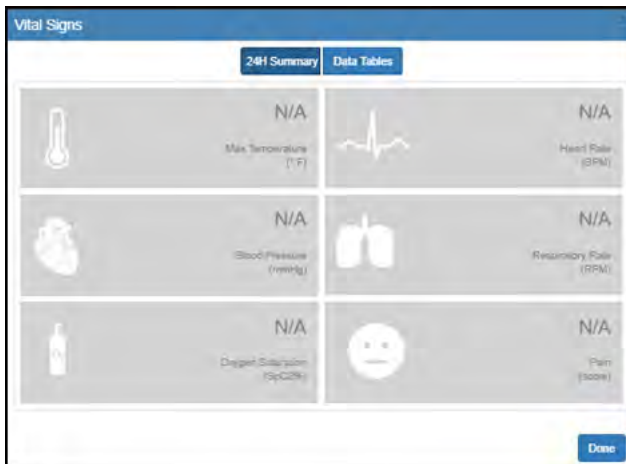 Vital Signs
24H Summary Data Tables
N/A
Max Temperature
(°F)
N/A
Heart Rate
(BPM)
N/A
Blood Pressure
(mmHg)
N/A
Respiratory Rate
(RPM)
N/A
Oxygen Saturation
(SpO2%)
N/A
Pain
(score)
Done